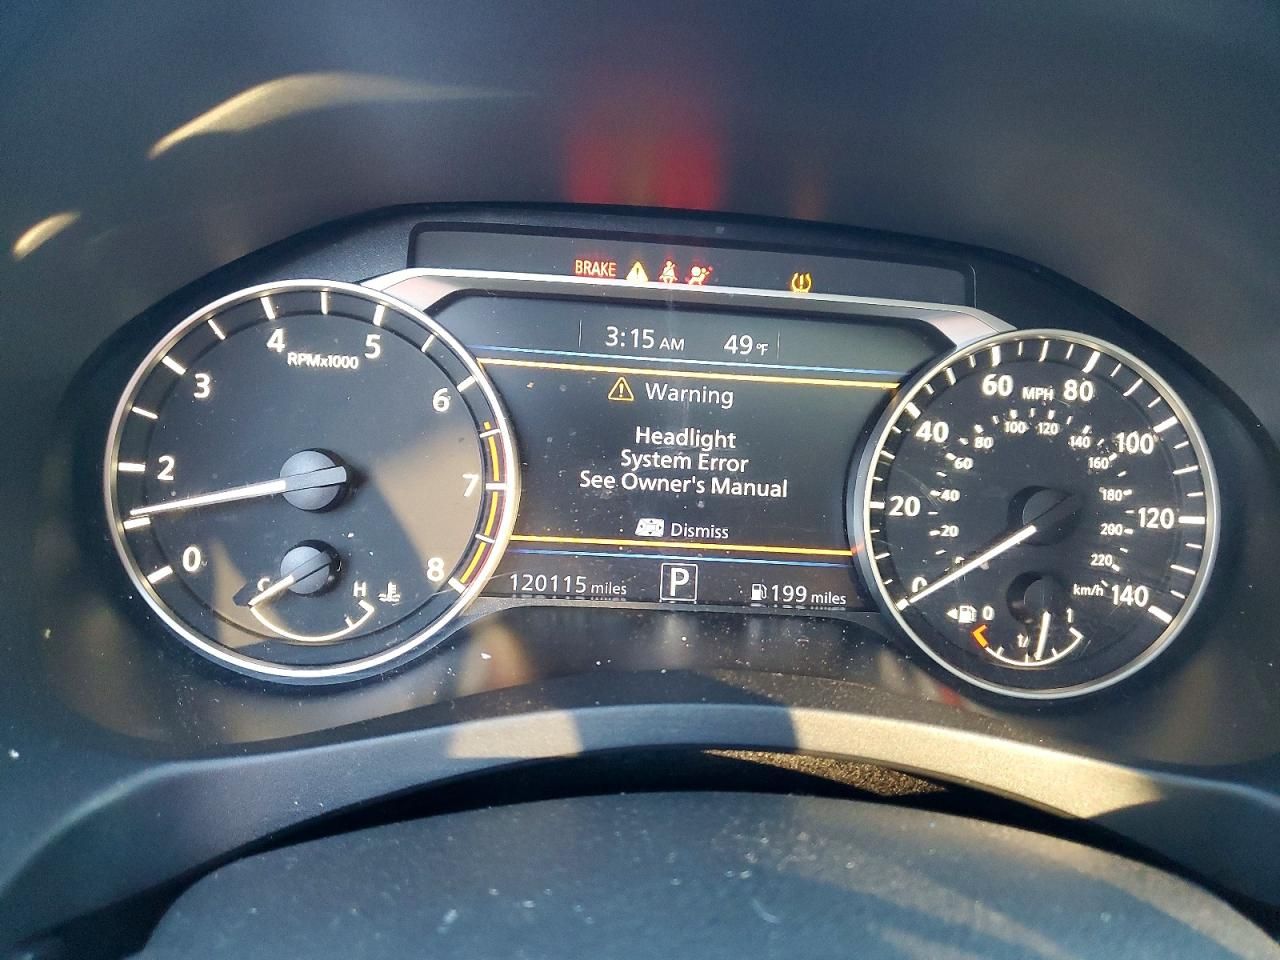 BRAKE
3:15 AM 49°F
Warning
Headlight
System Error
See Owner's Manual
Dismiss
120115 miles P 199 miles
0 2 3 4 5 6 7 8
RPMx1000
C H
0 20 40 60 80 100 120 140
MPH
20 40 60 80 100 120 140 160 180 200 220
km/h
0 1